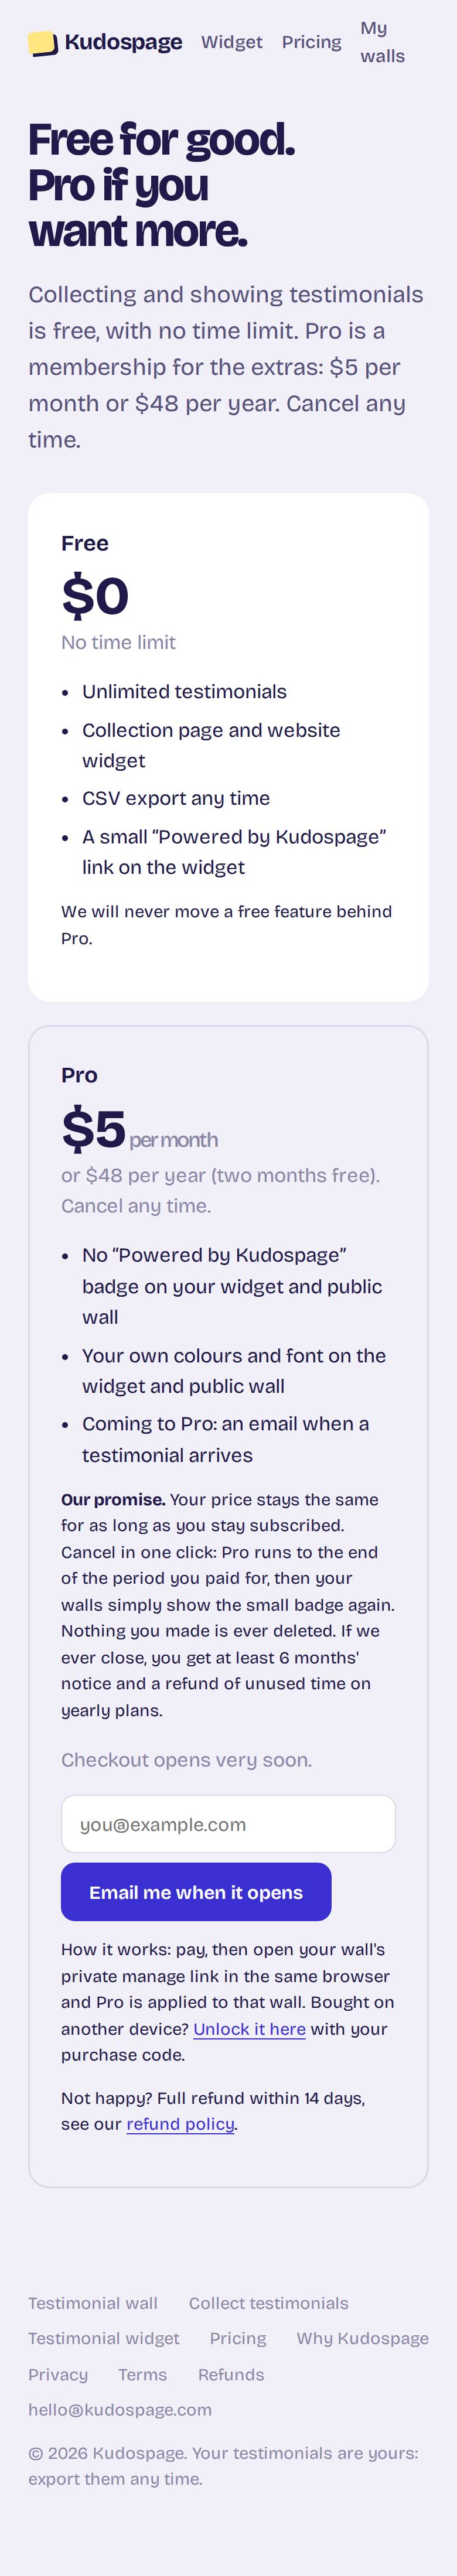 Kudospage Widget Pricing My walls
Free for good.
Pro if you
want more.
Collecting and showing testimonials
is free, with no time limit. Pro is a
membership for the extras: $5 per
month or $48 per year. Cancel any
time.
Free
$0
No time limit
• Unlimited testimonials
• Collection page and website
widget
• CSV export any time
• A small “Powered by Kudospage”
link on the widget
We will never move a free feature behind
Pro.
Pro
$5 per month
or $48 per year (two months free).
Cancel any time.
• No “Powered by Kudospage”
badge on your widget and public
wall
• Your own colours and font on the
widget and public wall
• Coming to Pro: an email when a
testimonial arrives
Our promise. Your price stays the same
for as long as you stay subscribed.
Cancel in one click: Pro runs to the end
of the period you paid for, then your
walls simply show the small badge again.
Nothing you made is ever deleted. If we
ever close, you get at least 6 months'
notice and a refund of unused time on
yearly plans.
Checkout opens very soon.
you@example.com
Email me when it opens
How it works: pay, then open your wall's
private manage link in the same browser
and Pro is applied to that wall. Bought on
another device? Unlock it here with your
purchase code.
Not happy? Full refund within 14 days,
see our refund policy.
Testimonial wall Collect testimonials
Testimonial widget Pricing Why Kudospage
Privacy Terms Refunds
hello@kudospage.com
© 2026 Kudospage. Your testimonials are yours:
export them any time.